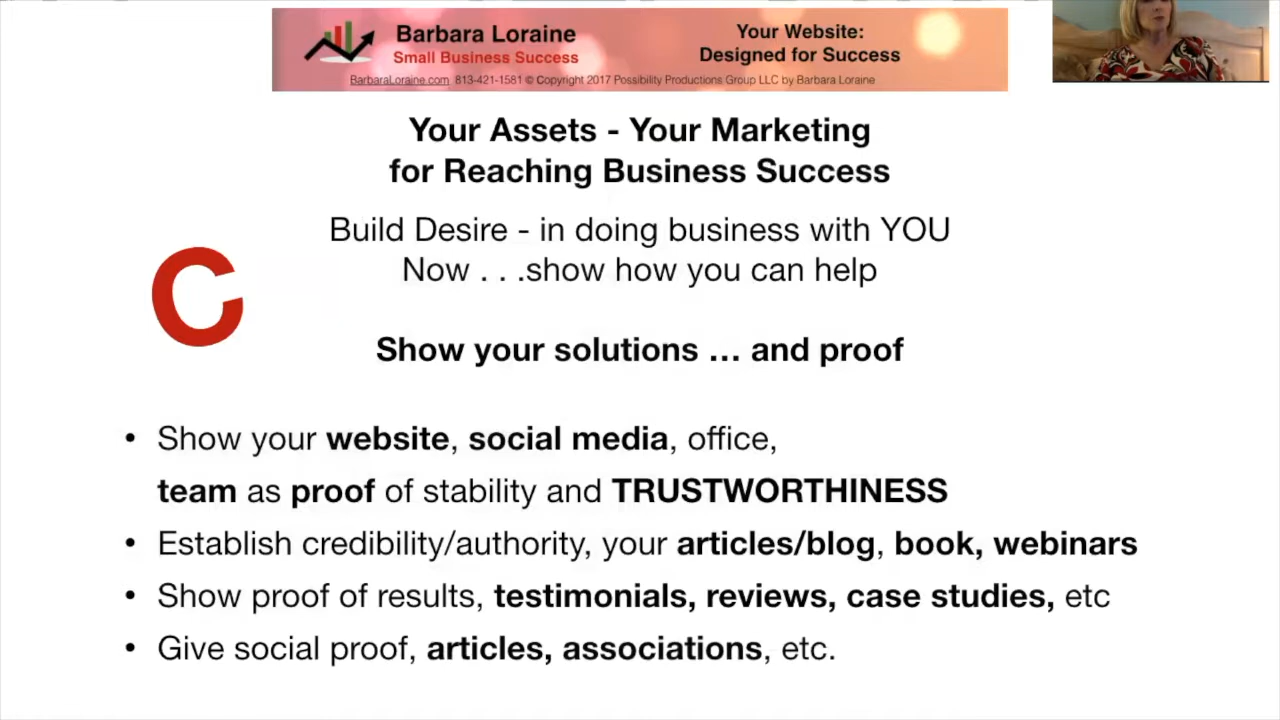 Barbara Loraine
Small Business Success
Your Website:
Designed for Success
BarbaraLoraine.com 813-421-1581 © Copyright 2017 Possibility Productions Group LLC by Barbara Loraine
Your Assets - Your Marketing
for Reaching Business Success
Build Desire - in doing business with YOU
Now . . .show how you can help
C
Show your solutions ... and proof
• Show your website, social media, office,
team as proof of stability and TRUSTWORTHINESS
• Establish credibility/authority, your articles/blog, book, webinars
• Show proof of results, testimonials, reviews, case studies, etc
• Give social proof, articles, associations, etc.